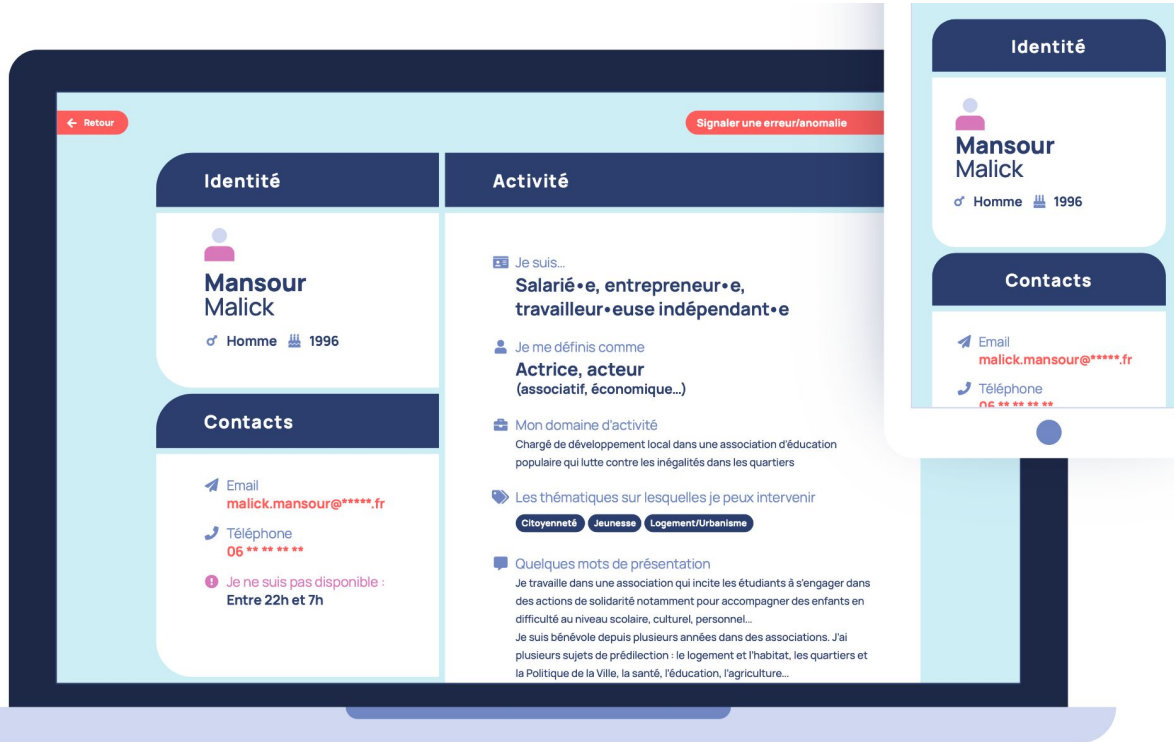 ← Retour
Signaler une erreur/anomalie
Identité
Mansour
Malick
Homme 1996
Contacts
Email
malick.mansour@*****.fr
Téléphone
06 ** ** ** **
Je ne suis pas disponible :
Entre 22h et 7h
Activité
Je suis...
Salarié•e, entrepreneur•e,
travailleur•euse indépendant•e
Je me définis comme
Actrice, acteur
(associatif, économique...)
Mon domaine d'activité
Chargé de développement local dans une association d'éducation
populaire qui lutte contre les inégalités dans les quartiers
Les thématiques sur lesquelles je peux intervenir
Citoyenneté Jeunesse Logement/Urbanisme
Quelques mots de présentation
Je travaille dans une association qui incite les étudiants à s'engager dans
des actions de solidarité notamment pour accompagner des enfants en
difficulté au niveau scolaire, culturel, personnel...
Je suis bénévole depuis plusieurs années dans des associations. J'ai
plusieurs sujets de prédilection : le logement et l'habitat, les quartiers et
la Politique de la Ville, la santé, l'éducation, l'agriculture...
Identité
Mansour
Malick
Homme 1996
Contacts
Email
malick.mansour@*****.fr
Téléphone
06 ** ** ** **